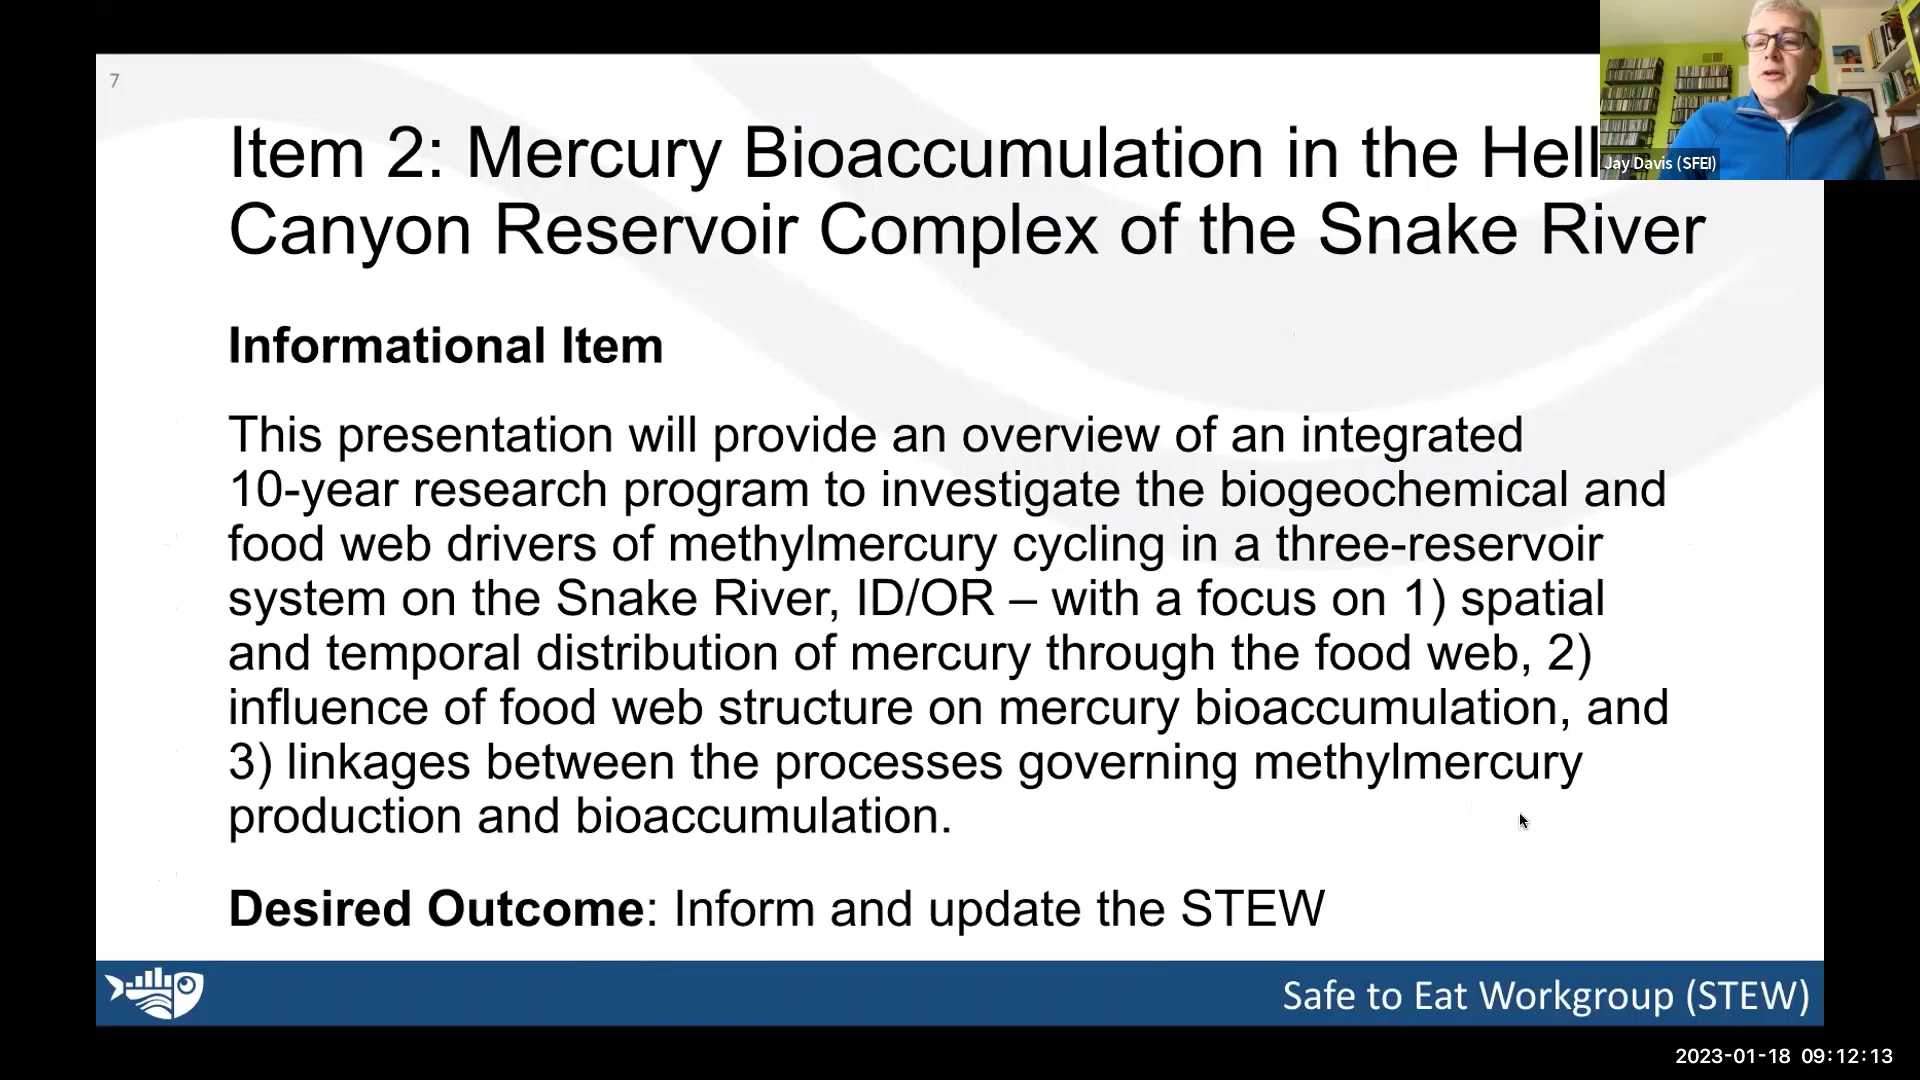 7
Item 2: Mercury Bioaccumulation in the Hell
Canyon Reservoir Complex of the Snake River
Informational Item
This presentation will provide an overview of an integrated
10-year research program to investigate the biogeochemical and
food web drivers of methylmercury cycling in a three-reservoir
system on the Snake River, ID/OR – with a focus on 1) spatial
and temporal distribution of mercury through the food web, 2)
influence of food web structure on mercury bioaccumulation, and
3) linkages between the processes governing methylmercury
production and bioaccumulation.
Desired Outcome: Inform and update the STEW
Safe to Eat Workgroup (STEW)
Jay Davis (SFEI)
2023-01-18 09:12:13